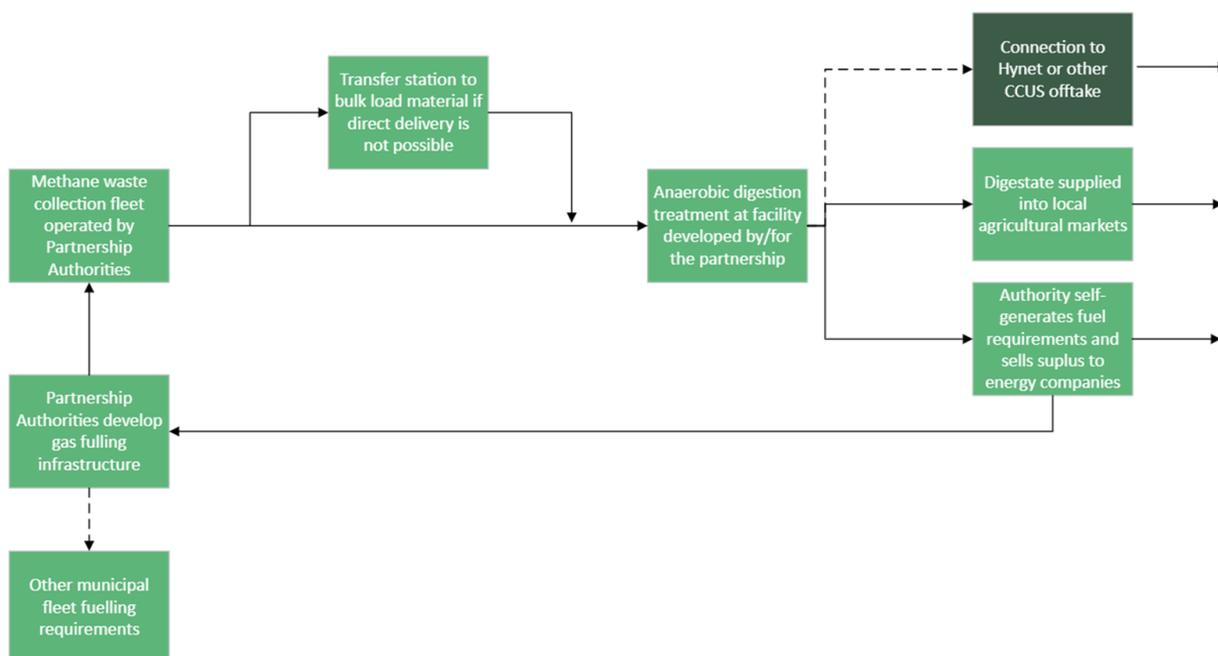 Connection to
Hynet or other
CCUS offtake
Transfer station to
bulk load material if
direct delivery is
not possible
Methane waste
collection fleet
operated by
Partnership
Authorities
Anaerobic digestion
treatment at facility
developed by/for
the partnership
Digestate supplied
into local
agricultural markets
Authority self-
generates fuel
requirements and
sells suplus to
energy companies
Partnership
Authorities develop
gas fulling
infrastructure
Other municipal
fleet fuelling
requirements